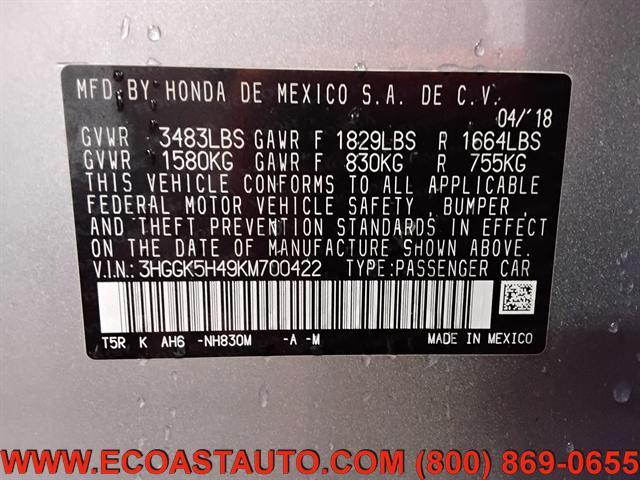 MFD.BY HONDA DE MEXICO S.A. DE C.V.
04/'18
GVWR 3483LBS GAWR F 1829LBS R 1664LBS
GVWR 1580KG GAWR F 830KG R 755KG
THIS VEHICLE CONFORMS TO ALL APPLICABLE
FEDERAL MOTOR VEHICLE SAFETY , BUMPER ,
AND THEFT PREVENTION STANDARDS IN EFFECT
ON THE DATE OF MANUFACTURE SHOWN ABOVE.
V.I.N.: 3HGGK5H49KM700422 TYPE:PASSENGER CAR
T5R K AH6 -NH830M -A -M MADE IN MEXICO
WWW.ECOASTAUTO.COM (800) 869-0655